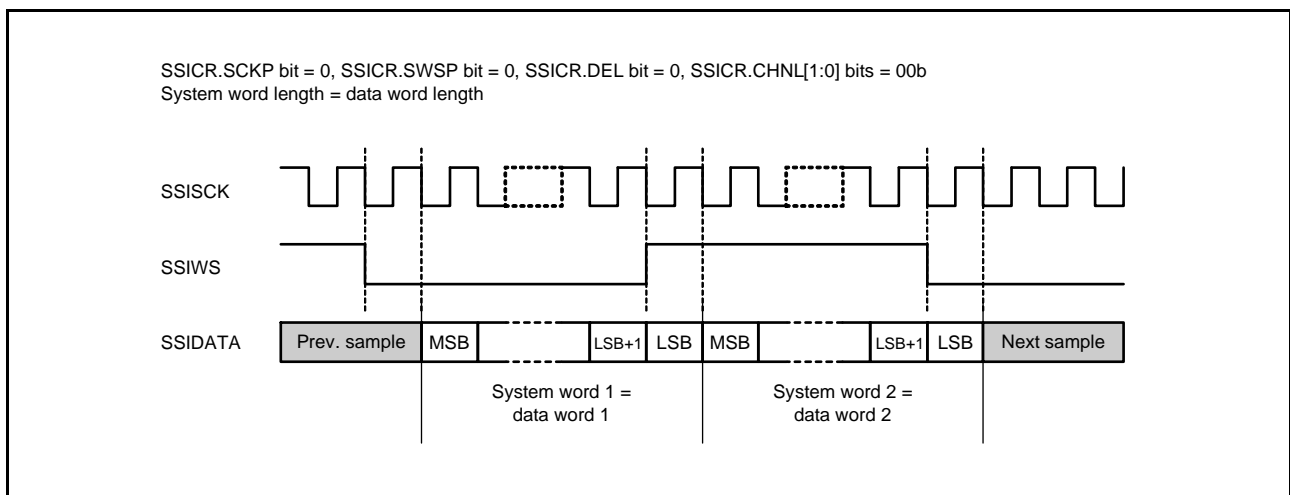 SSICR.SCKP bit = 0, SSICR.SWSP bit = 0, SSICR.DEL bit = 0, SSICR.CHNL[1:0] bits = 00b
System word length = data word length
SSISCK
SSIWS
SSIDATA Prev. sample MSB LSB+1 LSB MSB LSB+1 LSB Next sample
System word 1 = System word 2 =
data word 1 data word 2